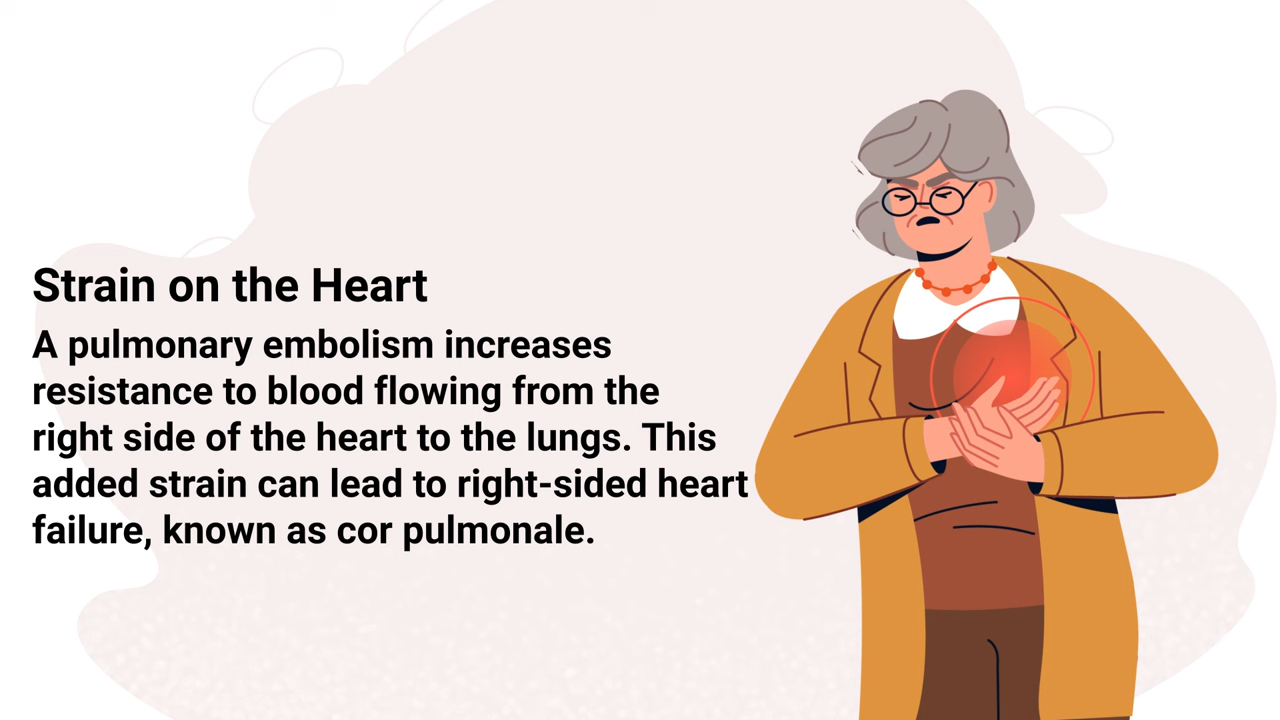 Strain on the Heart
A pulmonary embolism increases
resistance to blood flowing from the
right side of the heart to the lungs. This
added strain can lead to right-sided heart
failure, known as cor pulmonale.